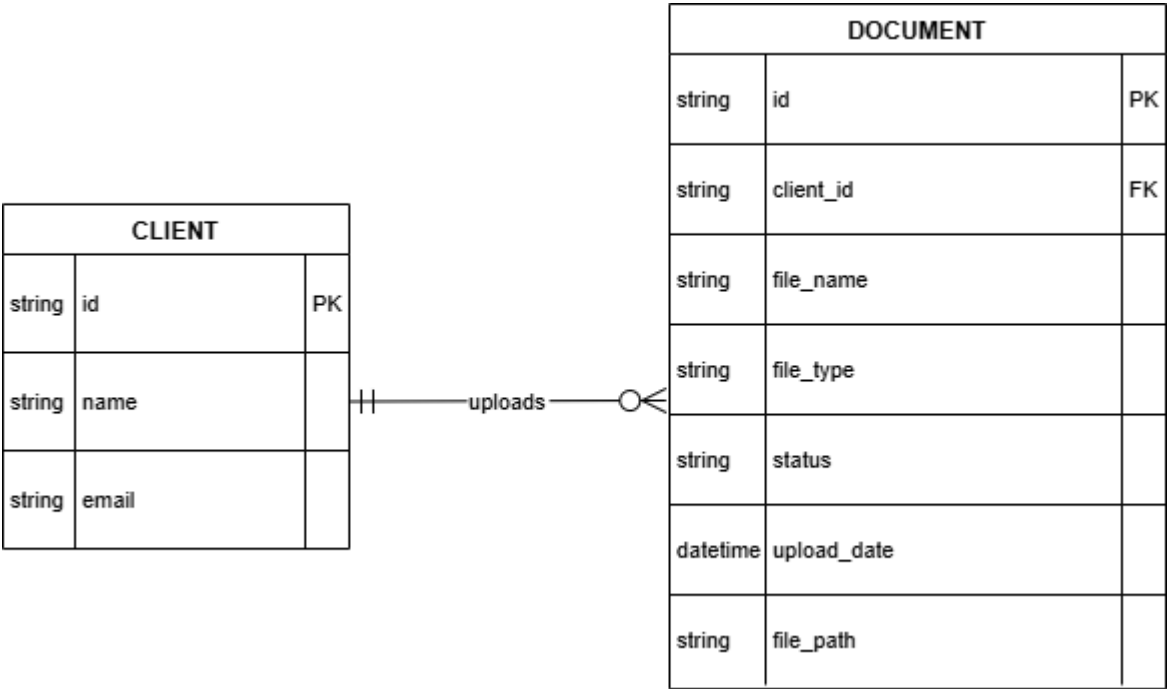 CLIENT
string id PK
string name
string email
uploads
DOCUMENT
string id PK
string client_id FK
string file_name
string file_type
string status
datetime upload_date
string file_path